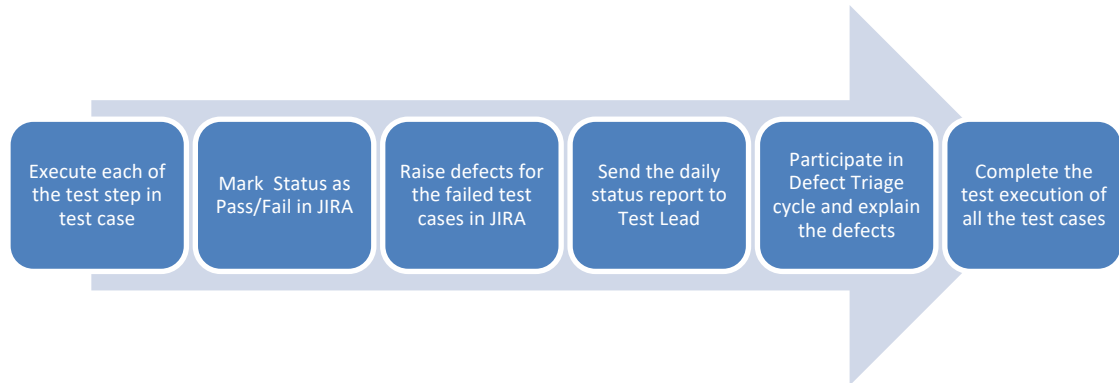 Execute each of
the test step in
test case
Mark  Status as
Pass/Fail in JIRA
Raise defects for
the failed test
cases in JIRA
Send the daily
status report to
Test Lead
Participate in
Defect Triage
cycle and explain
the defects
Complete the
test execution of
all the test cases